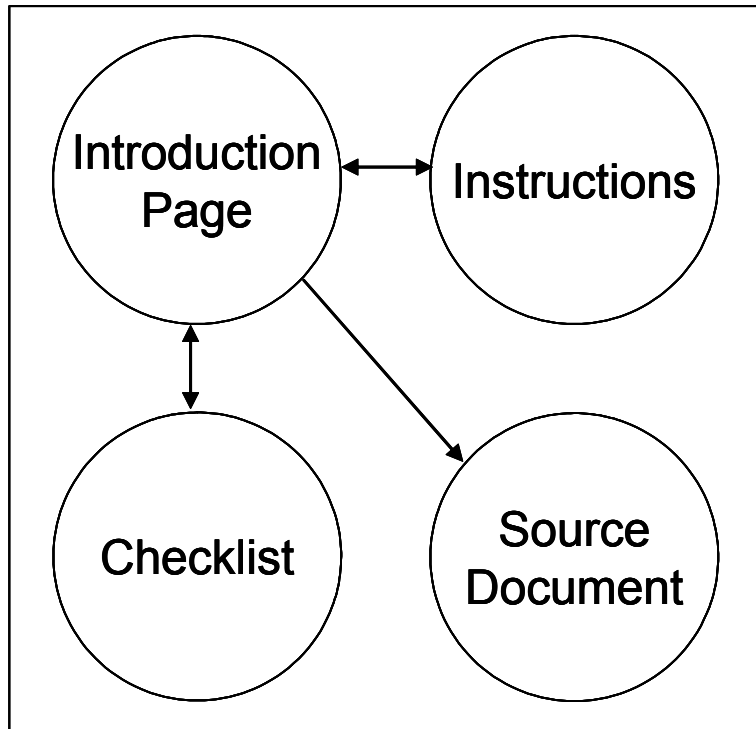 Introduction
Page
Instructions
Checklist
Source
Document